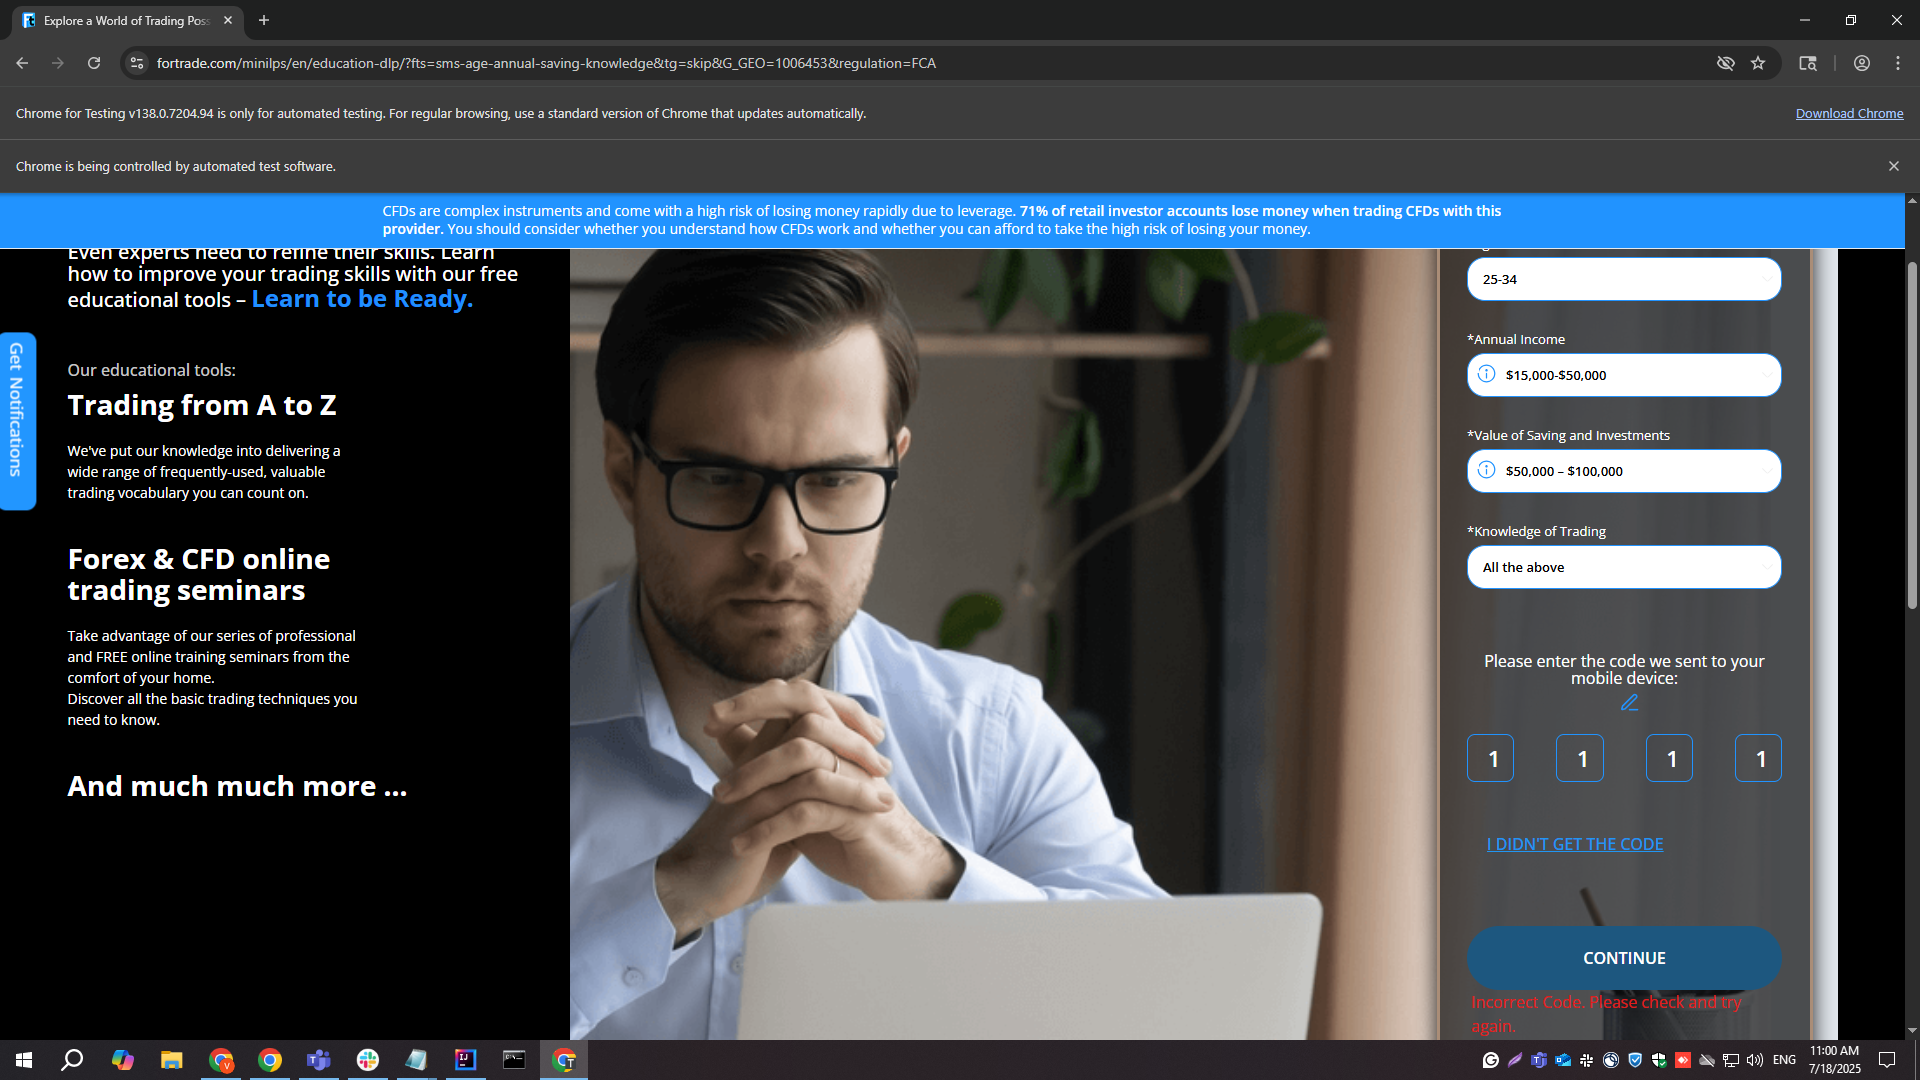 Explore a World of Trading Poss
fortrade.com/minilps/en/education-dlp/?fts=sms-age-annual-saving-knowledge&tg=skip&G_GEO=1006453&regulation=FCA
Chrome for Testing v138.0.7204.94 is only for automated testing. For regular browsing, use a standard version of Chrome that updates automatically.
Download Chrome
Chrome is being controlled by automated test software.
CFDs are complex instruments and come with a high risk of losing money rapidly due to leverage. 71% of retail investor accounts lose money when trading CFDs with this
provider. You should consider whether you understand how CFDs work and whether you can afford to take the high risk of losing your money.
Even experts need to refine their skills. Learn
how to improve your trading skills with our free
educational tools – Learn to be Ready.
Get Notifications
Our educational tools:
Trading from A to Z
We've put our knowledge into delivering a
wide range of frequently-used, valuable
trading vocabulary you can count on.
Forex & CFD online
trading seminars
Take advantage of our series of professional
and FREE online training seminars from the
comfort of your home.
Discover all the basic trading techniques you
need to know.
And much much more ...
25-34
*Annual Income
$15,000-$50,000
*Value of Saving and Investments
$50,000 – $100,000
*Knowledge of Trading
All the above
Please enter the code we sent to your
mobile device:
1 1 1 1
I DIDN'T GET THE CODE
CONTINUE
Incorrect Code. Please check and try
again.
ENG
11:00 AM
7/18/2025